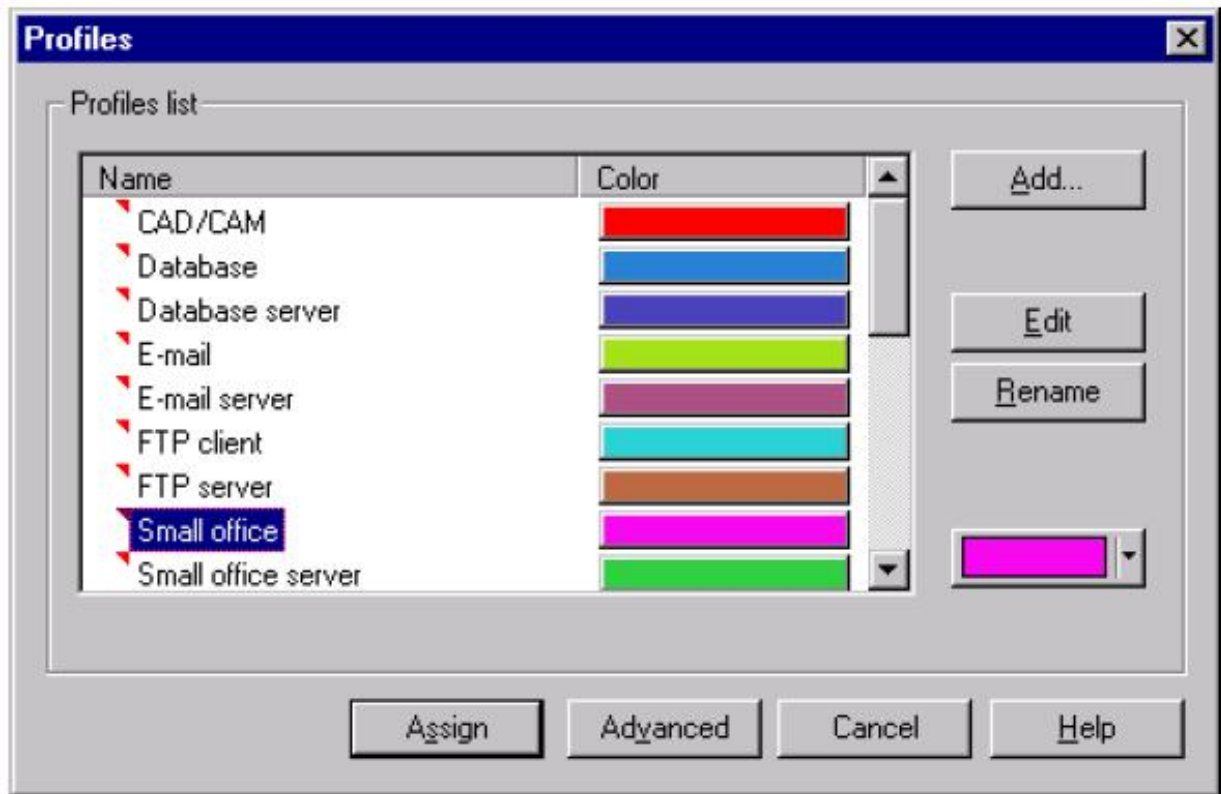 Profiles
Profiles list
Name Color
Add...
CAD/CAM
Database
Database server
Edit
E-mail
E-mail server
Rename
FTP client
FTP server
Small office
Small office server
Assign Advanced Cancel Help